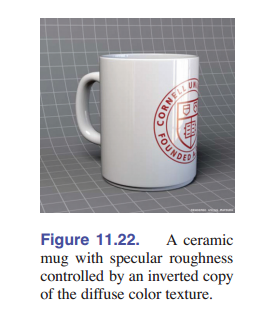 CORNELL UN
FOUNDED A
Figure 11.22. A ceramic
mug with specular roughness
controlled by an inverted copy
of the diffuse color texture.